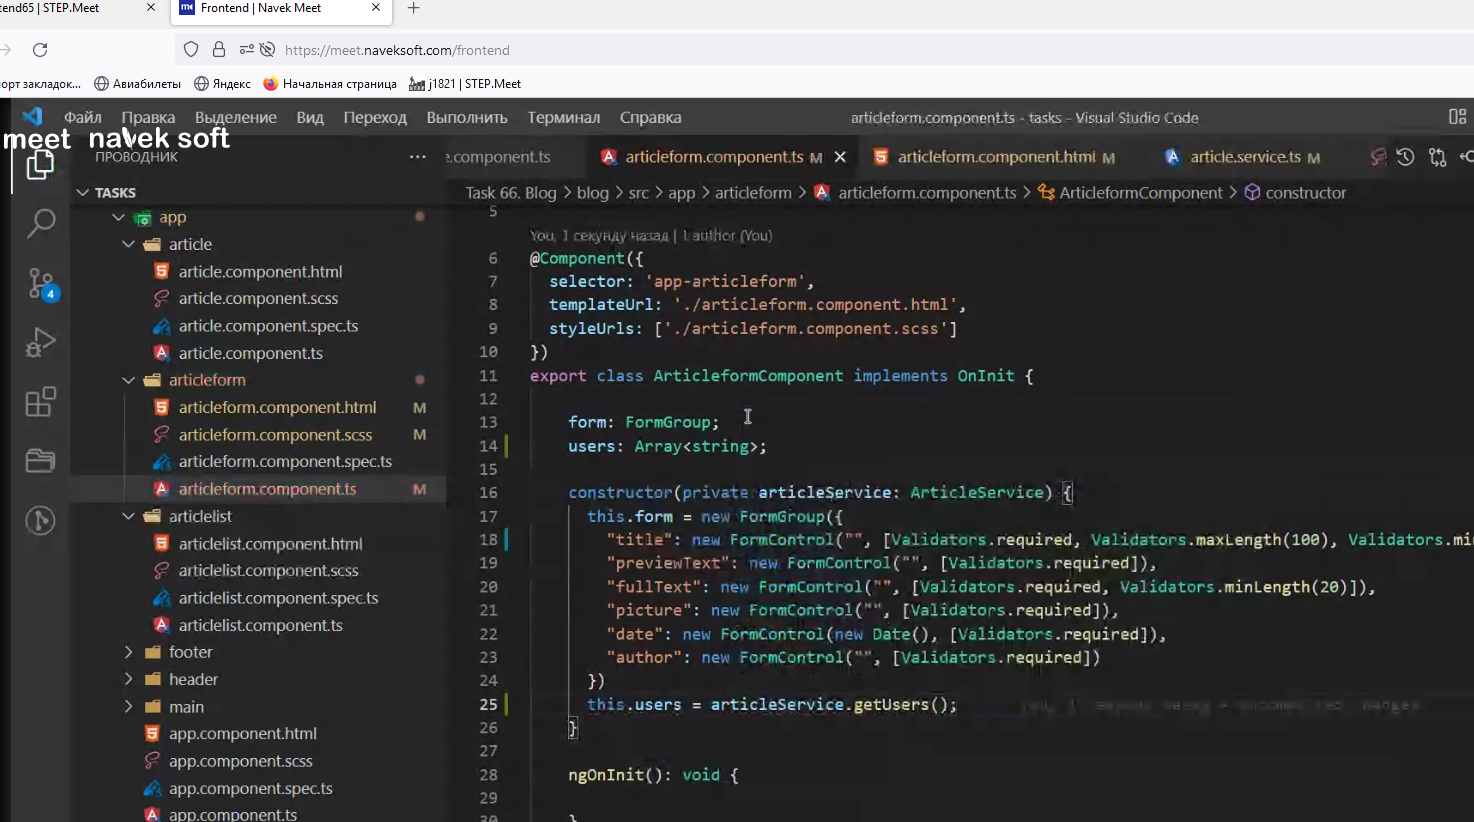 tend65 | STEP.Meet
Frontend | Navek Meet
https://meet.naveksoft.com/frontend
орт закладок...
Авиабилеты
Яндекс
Начальная страница
j1821 | STEP.Meet
Файл Правка Выделение Вид Переход Выполнить Терминал Справка
articleform.component.ts - tasks - Visual Studio Code
meet navek soft
ПРОВОДНИК
e.component.ts
articleform.component.ts M
articleform.component.html M
article.service.ts M
TASKS
Task 66. Blog > blog > src > app > articleform > articleform.component.ts > ArticleformComponent > constructor
app
article
article.component.html
article.component.scss
article.component.spec.ts
article.component.ts
articleform
articleform.component.html M
articleform.component.scss M
articleform.component.spec.ts
articleform.component.ts M
articlelist
articlelist.component.html
articlelist.component.scss
articlelist.component.spec.ts
articlelist.component.ts
footer
header
main
app.component.html
app.component.scss
app.component.spec.ts
app.component.ts
4
5
You, 1 секунду назад | 1 author (You)
6 @Component({
7 selector: 'app-articleform',
8 templateUrl: './articleform.component.html',
9 styleUrls: ['./articleform.component.scss']
10 })
11 export class ArticleformComponent implements OnInit {
12
13 form: FormGroup;
14 users: Array<string>;
15
16 constructor(private articleService: ArticleService) {
17 this.form = new FormGroup({
18 "title": new FormControl("", [Validators.required, Validators.maxLength(100), Validators.mi
19 "previewText": new FormControl("", [Validators.required]),
20 "fullText": new FormControl("", [Validators.required, Validators.minLength(20)]),
21 "picture": new FormControl("", [Validators.required]),
22 "date": new FormControl(new Date(), [Validators.required]),
23 "author": new FormControl("", [Validators.required])
24 })
25 this.users = articleService.getUsers();
26 }
27
28 ngOnInit(): void {
29
30 }